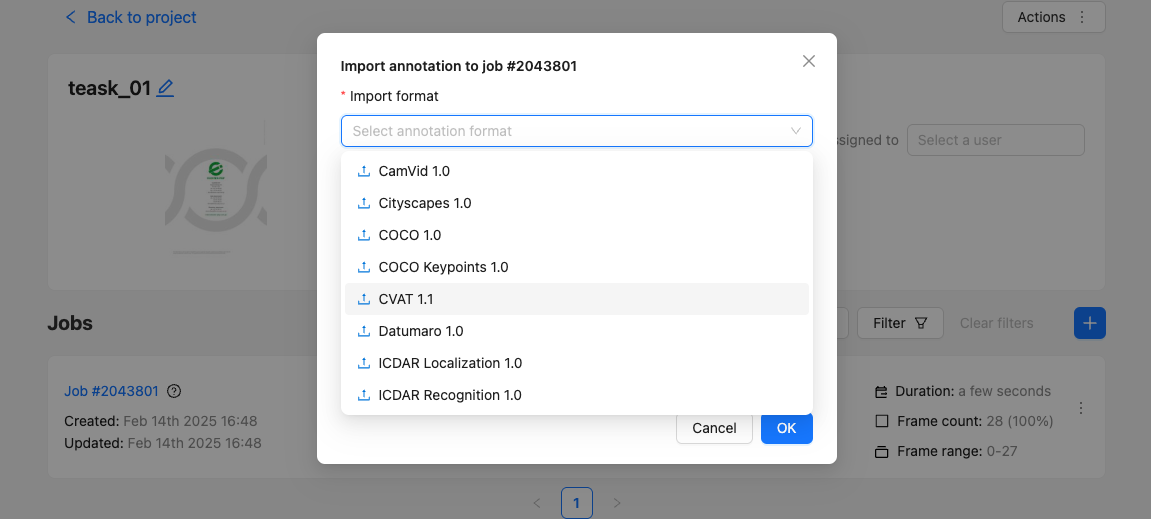 Back to project
Actions
Import annotation to job #2043801
* Import format
Select annotation format
teask_01
ssigned to
Select a user
CamVid 1.0
Cityscapes 1.0
COCO 1.0
COCO Keypoints 1.0
CVAT 1.1
Datumaro 1.0
ICDAR Localization 1.0
ICDAR Recognition 1.0
Jobs
Filter
Clear filters
Job #2043801
Created: Feb 14th 2025 16:48
Updated: Feb 14th 2025 16:48
Duration: a few seconds
Frame count: 28 (100%)
Frame range: 0-27
Cancel
OK
1